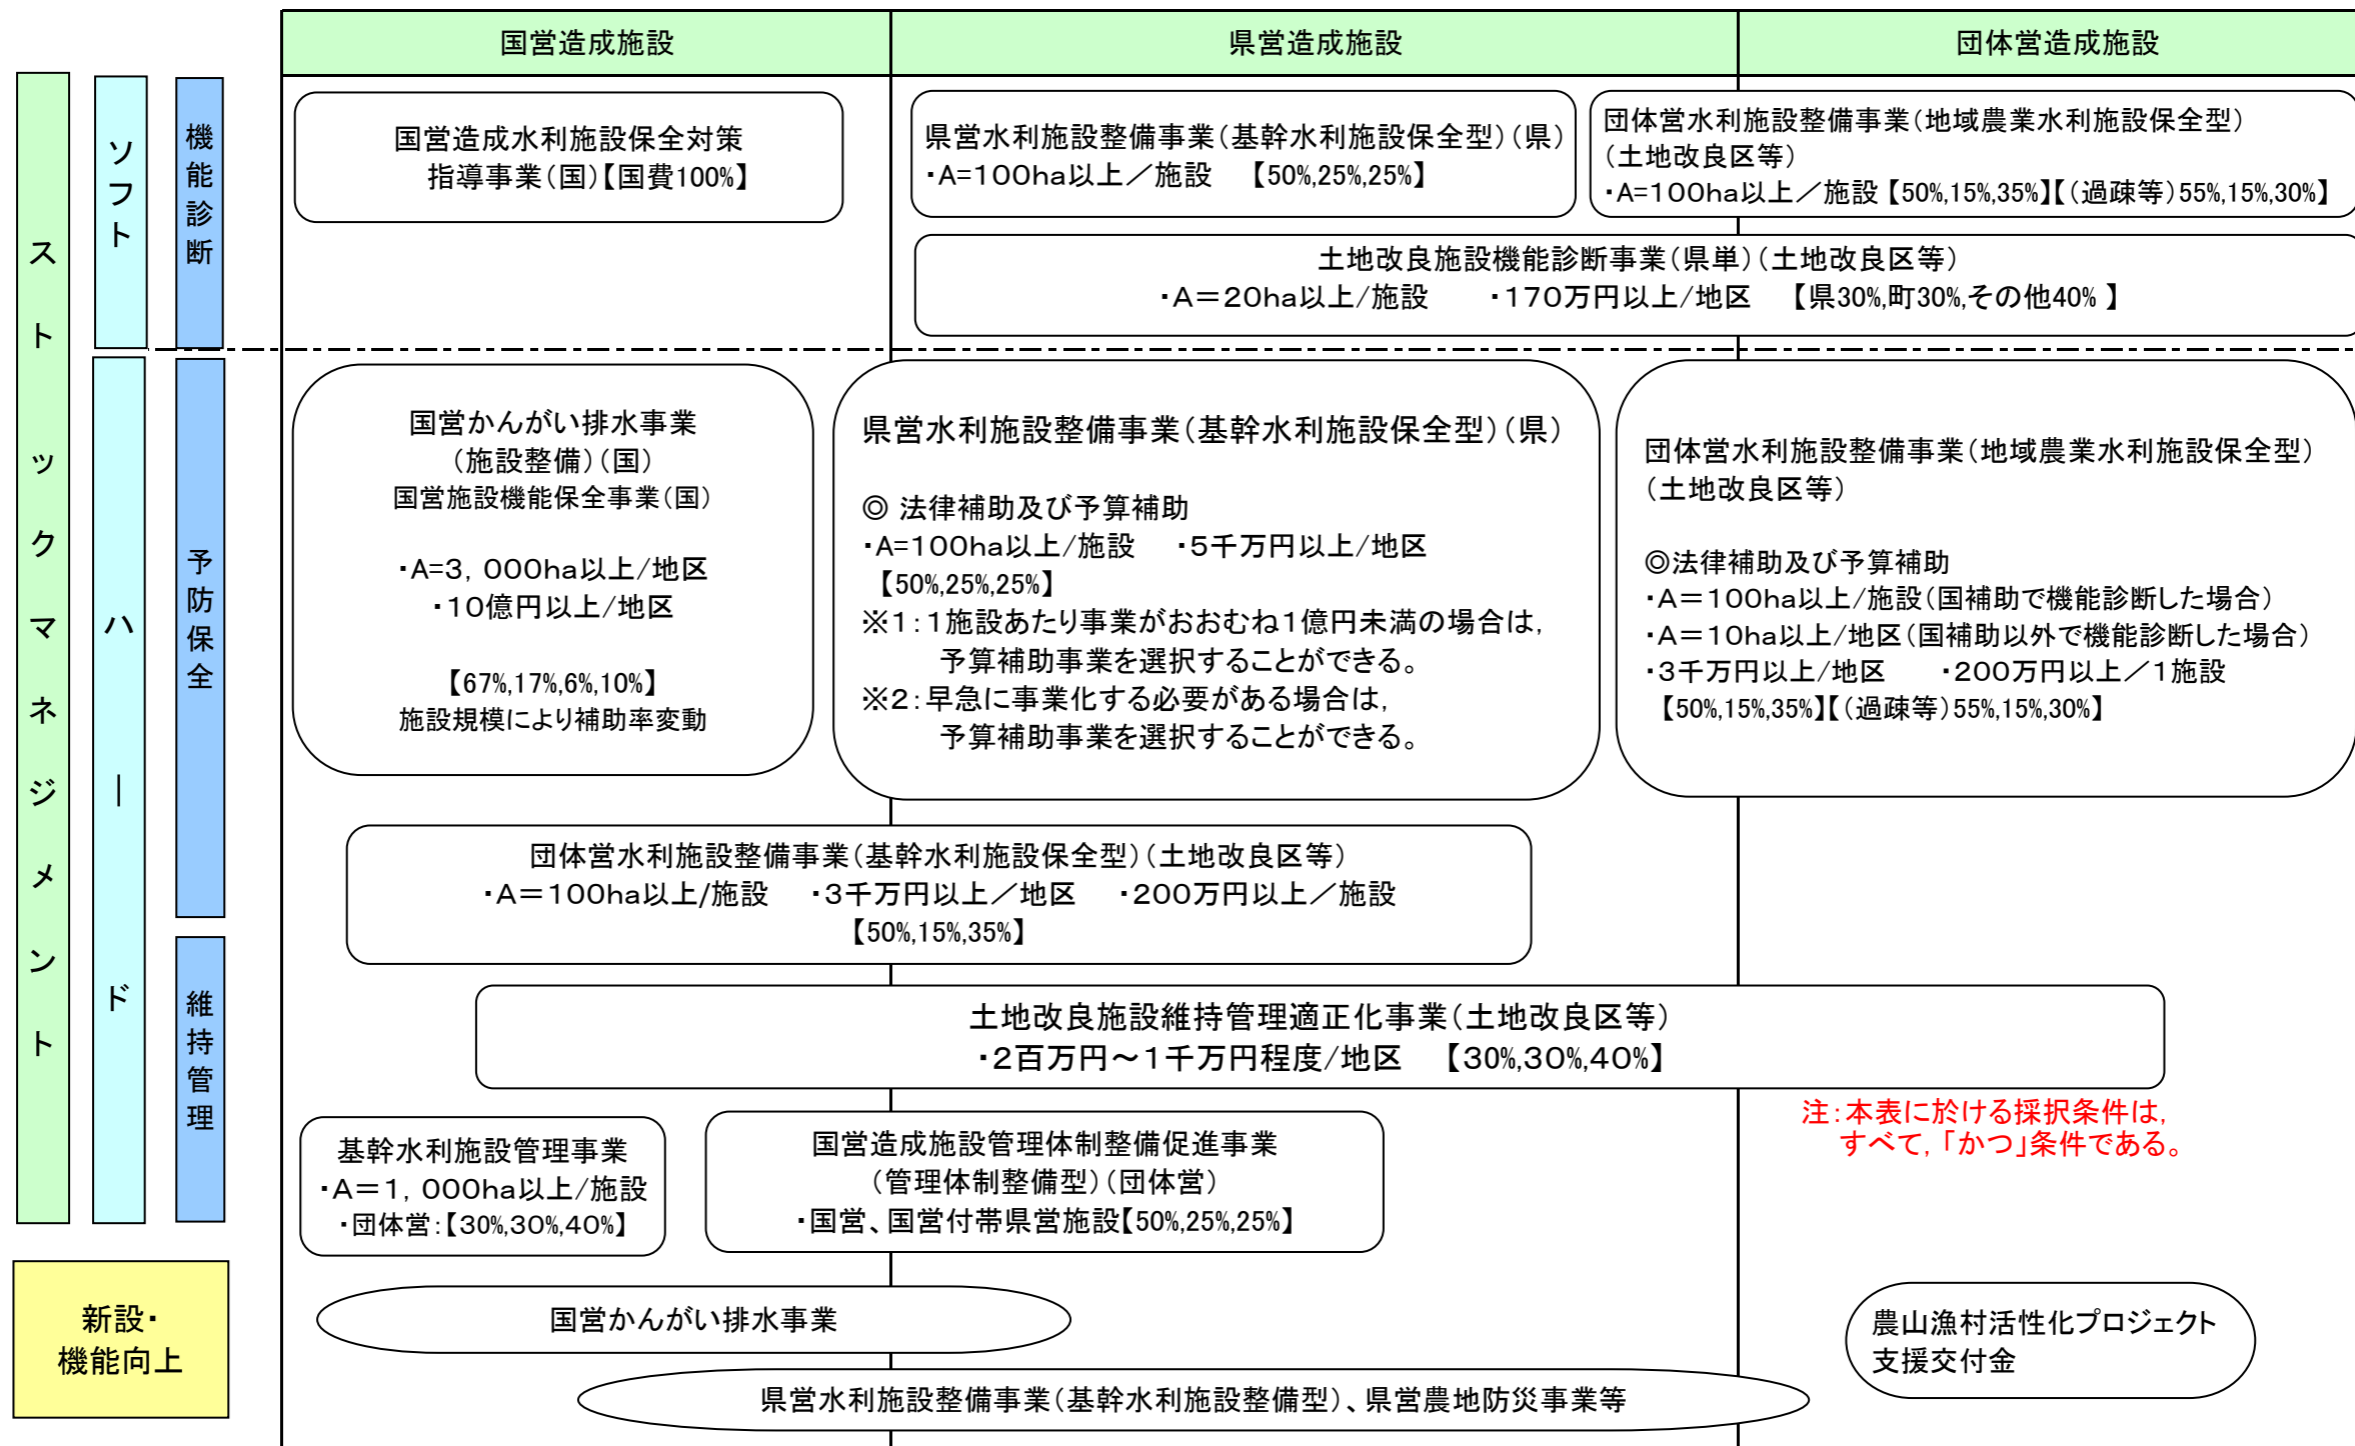 国営造成施設
県営造成施設
団体営造成施設
ストックマネジメント
ソフト
ハード
機能診断
予防保全
維持管理
国営造成水利施設保全対策
指導事業(国)【国費100%】
県営水利施設整備事業(基幹水利施設保全型)(県)
・A=100ha以上/施設 【50%,25%,25%】
団体営水利施設整備事業(地域農業水利施設保全型)
(土地改良区等)
・A=100ha以上/施設【50%,15%,35%】【(過疎等)55%,15%,30%】
土地改良施設機能診断事業(県単)(土地改良区等)
・A=20ha以上/施設 ・170万円以上/地区 【県30%,町30%,その他40% 】
国営かんがい排水事業
(施設整備)(国)
国営施設機能保全事業(国)
・A=3,000ha以上/地区
・10億円以上/地区
【67%,17%,6%,10%】
施設規模により補助率変動
県営水利施設整備事業(基幹水利施設保全型)(県)
◎ 法律補助及び予算補助
・A=100ha以上/施設 ・5千万円以上/地区
【50%,25%,25%】
※1:1施設あたり事業がおおむね1億円未満の場合は,
予算補助事業を選択することができる。
※2:早急に事業化する必要がある場合は,
予算補助事業を選択することができる。
団体営水利施設整備事業(地域農業水利施設保全型)
(土地改良区等)
◎法律補助及び予算補助
・A=100ha以上/施設(国補助で機能診断した場合)
・A=10ha以上/地区(国補助以外で機能診断した場合)
・3千万円以上/地区 ・200万円以上/1施設
【50%,15%,35%】【(過疎等)55%,15%,30%】
団体営水利施設整備事業(基幹水利施設保全型)(土地改良区等)
・A=100ha以上/施設 ・3千万円以上/地区 ・200万円以上/施設
【50%,15%,35%】
土地改良施設維持管理適正化事業(土地改良区等)
・2百万円~1千万円程度/地区 【30%,30%,40%】
注:本表に於ける採択条件は,
すべて,「かつ」条件である。
基幹水利施設管理事業
・A=1,000ha以上/施設
・団体営:【30%,30%,40%】
国営造成施設管理体制整備促進事業
(管理体制整備型)(団体営)
・国営、国営付帯県営施設【50%,25%,25%】
新設・
機能向上
国営かんがい排水事業
農山漁村活性化プロジェクト
支援交付金
県営水利施設整備事業(基幹水利施設整備型)、県営農地防災事業等